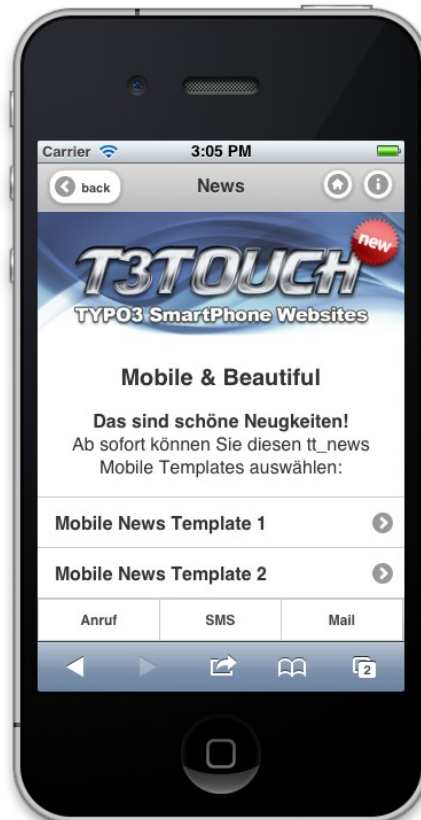 Carrier 3:05 PM
back News
new
T3TOUCH
TYPO3 SmartPhone Websites
Mobile & Beautiful
Das sind schöne Neugkeiten!
Ab sofort können Sie diesen tt_news
Mobile Templates auswählen:
Mobile News Template 1
Mobile News Template 2
Anruf SMS Mail
2